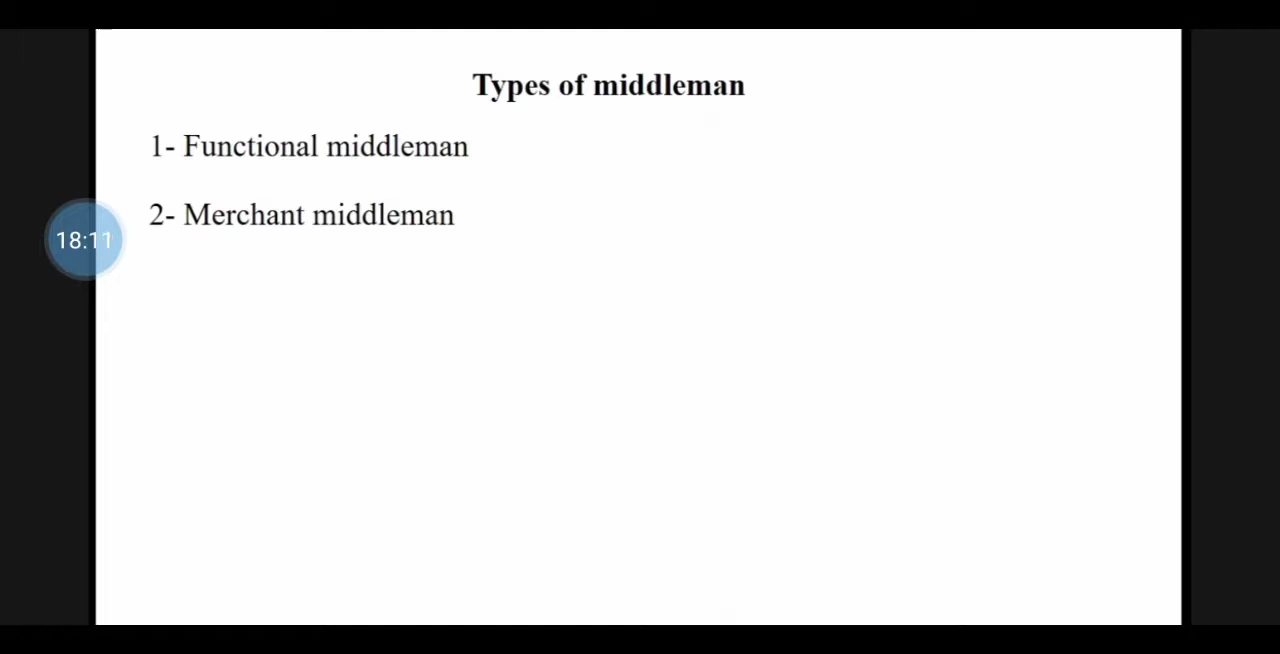 Types of middleman
1- Functional middleman
2- Merchant middleman
18:11